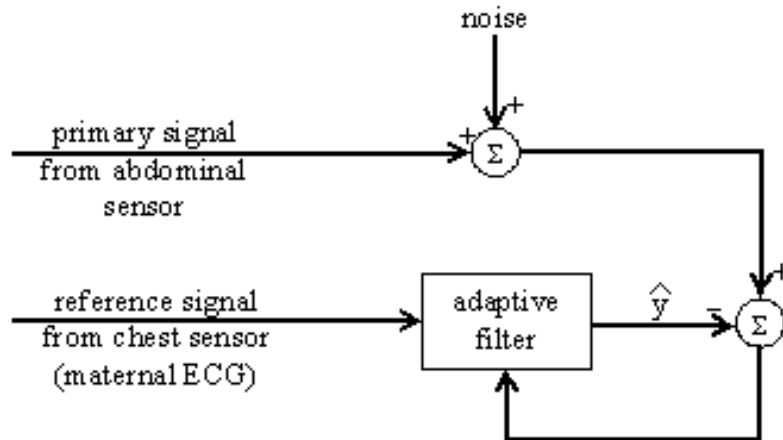 noise
+
primary signal
+
Σ
from abdominal
sensor
+
reference signal
adaptive
ŷ
−
Σ
from chest sensor
filter
(maternal ECG)